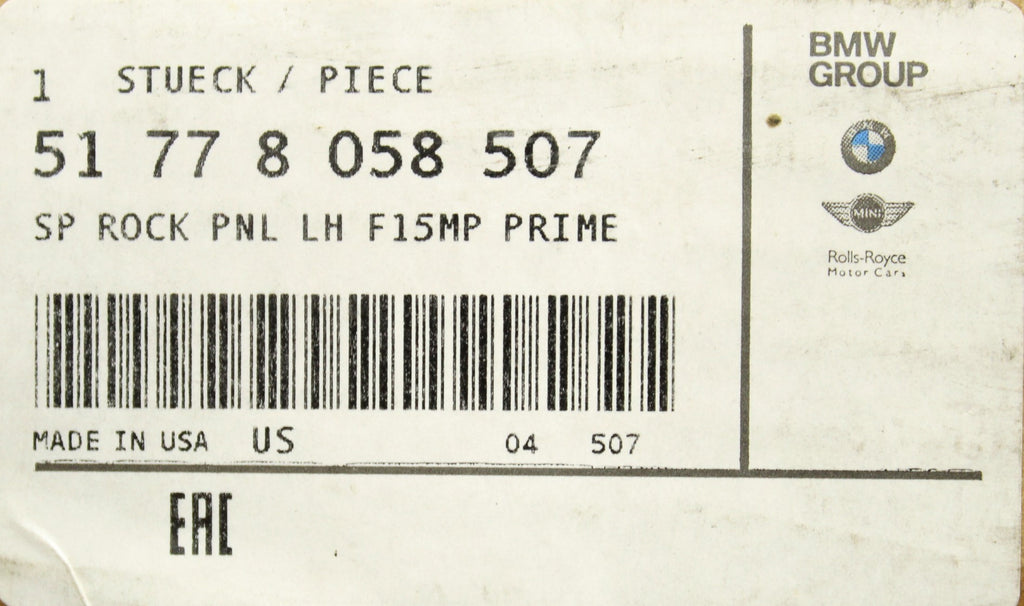 1 STUECK / PIECE
51 77 8 058 507
SP ROCK PNL LH F15MP PRIME
MADE IN USA US 04 507
EAC
BMW
GROUP
MINI
Rolls-Royce
Motor Cars